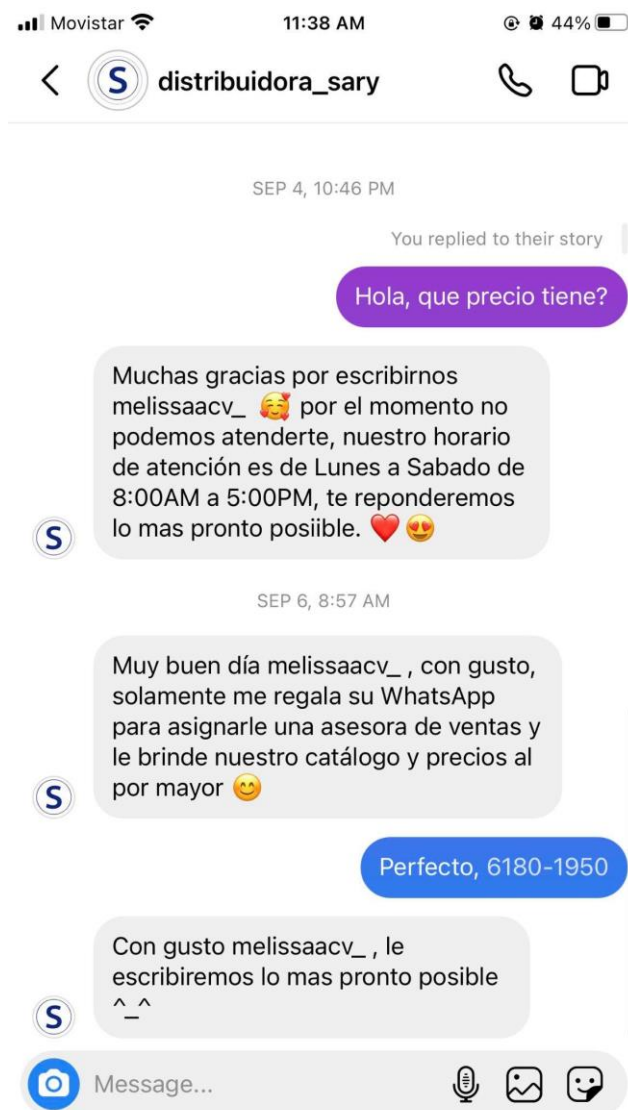 Movistar 11:38 AM 44%
S distribuidora_sary
SEP 4, 10:46 PM
You replied to their story
Hola, que precio tiene?
Muchas gracias por escribirnos
melissaacv_ 🥰 por el momento no
podemos atenderte, nuestro horario
de atención es de Lunes a Sabado de
8:00AM a 5:00PM, te reponderemos
lo mas pronto posiible. ❤️😍
S
SEP 6, 8:57 AM
Muy buen día melissaacv_ , con gusto,
solamente me regala su WhatsApp
para asignarle una asesora de ventas y
le brinde nuestro catálogo y precios al
por mayor 😊
S
Perfecto, 6180-1950
Con gusto melissaacv_ , le
escribiremos lo mas pronto posible
^_^
S
Message...